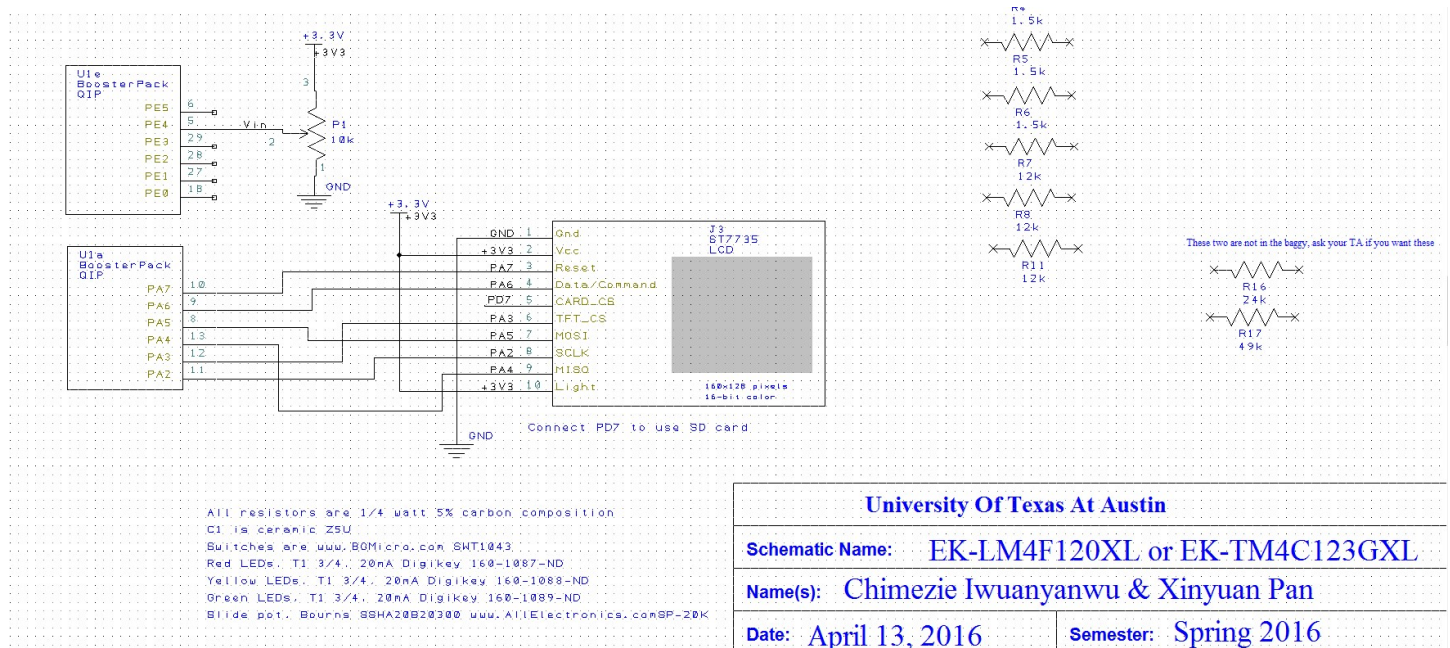 +3.3V
+3V3
U1e
BoosterPack
QIP
PE5 6
PE4 5
PE3 29
PE2 28
PE1 27
PE0 18
Vin
2
3
P1
10k
1
GND
+3.3V
+3V3
U1a
BoosterPack
QIP
PA7 10
PA6 9
PA5 8
PA4 13
PA3 12
PA2 11
GND 1 Gnd
+3V3 2 Vcc
PA7 3 Reset
PA6 4 Data/Command
PD7 5 CARD_CS
PA3 6 TFT_CS
PA5 7 MOSI
PA2 8 SCLK
PA4 9 MISO
+3V3 10 Light
J3
ST7735
LCD
160x128 pixels
16-bit color
GND
Connect PD7 to use SD card
R4
1.5k
R5
1.5k
R6
1.5k
R7
12k
R8
12k
R11
12k
These two are not in the baggy, ask your TA if you want these
R16
24k
R17
49k
All resistors are 1/4 watt 5% carbon composition
C1 is ceramic Z5U
Switches are www.BGMicro.com SWT1043
Red LEDs. T1 3/4. 20mA Digikey 160-1087-ND
Yellow LEDs. T1 3/4. 20mA Digikey 160-1088-ND
Green LEDs. T1 3/4. 20mA Digikey 160-1089-ND
Slide pot. Bourns SSHA20B20300 www.AllElectronics.comSP-20K
University Of Texas At Austin
Schematic Name: EK-LM4F120XL or EK-TM4C123GXL
Name(s): Chimezie Iwuanyanwu & Xinyuan Pan
Date: April 13, 2016 Semester: Spring 2016